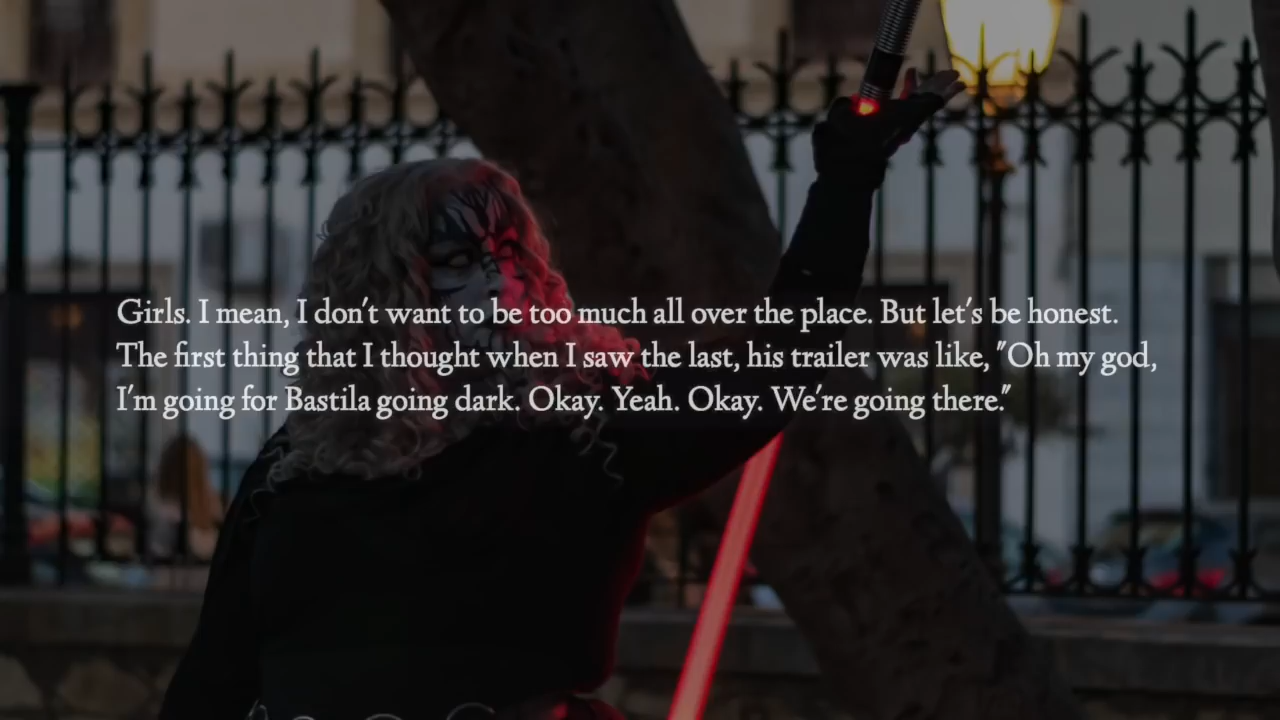 Girls. I mean, I don't want to be too much all over the place. But let's be honest.
The first thing that I thought when I saw the last, his trailer was like, "Oh my god,
I'm going for Bastila going dark. Okay. Yeah. Okay. We're going there."